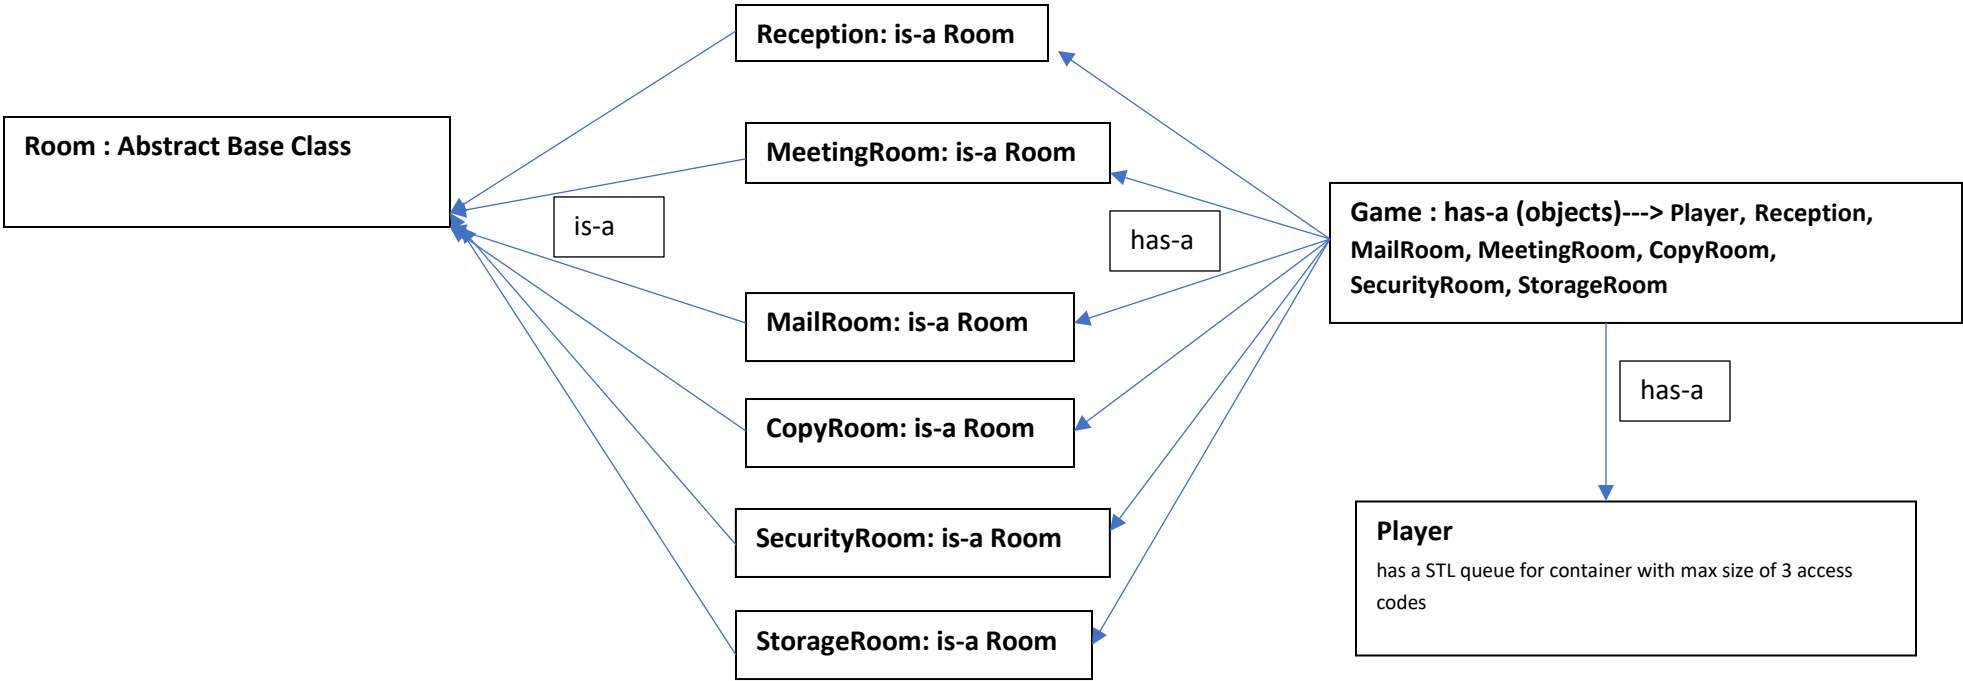 Reception: is-a Room
Room : Abstract Base Class
MeetingRoom: is-a Room
is-a
has-a
Game : has-a (objects)---> Player, Reception,
MailRoom, MeetingRoom, CopyRoom,
SecurityRoom, StorageRoom
MailRoom: is-a Room
has-a
CopyRoom: is-a Room
SecurityRoom: is-a Room
Player
has a STL queue for container with max size of 3 access
codes
StorageRoom: is-a Room